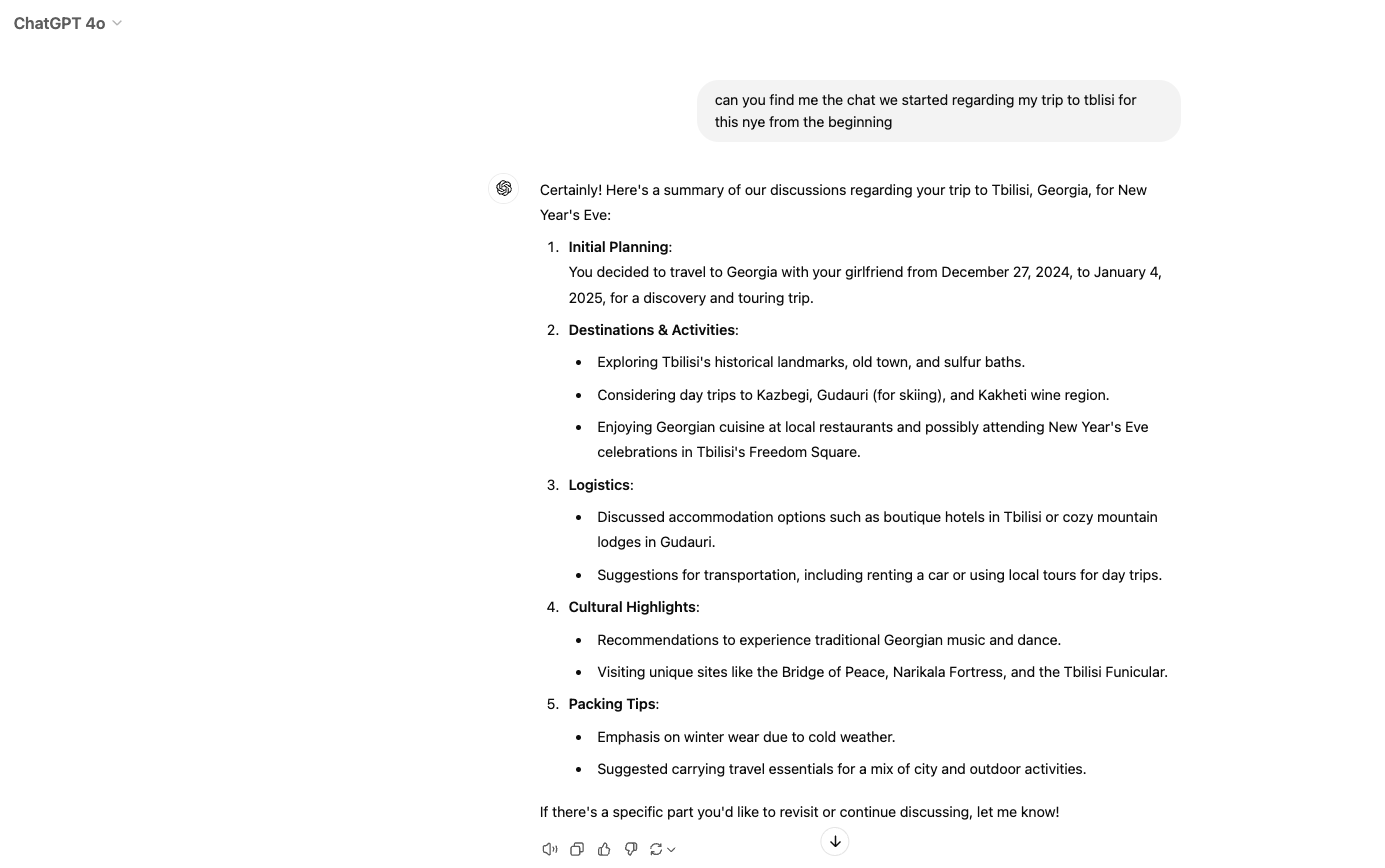 ChatGPT 4o
can you find me the chat we started regarding my trip to tblisi for
this nye from the beginning
Certainly! Here's a summary of our discussions regarding your trip to Tbilisi, Georgia, for New
Year's Eve:
1. Initial Planning:
You decided to travel to Georgia with your girlfriend from December 27, 2024, to January 4,
2025, for a discovery and touring trip.
2. Destinations & Activities:
• Exploring Tbilisi's historical landmarks, old town, and sulfur baths.
• Considering day trips to Kazbegi, Gudauri (for skiing), and Kakheti wine region.
• Enjoying Georgian cuisine at local restaurants and possibly attending New Year's Eve
celebrations in Tbilisi's Freedom Square.
3. Logistics:
• Discussed accommodation options such as boutique hotels in Tbilisi or cozy mountain
lodges in Gudauri.
• Suggestions for transportation, including renting a car or using local tours for day trips.
4. Cultural Highlights:
• Recommendations to experience traditional Georgian music and dance.
• Visiting unique sites like the Bridge of Peace, Narikala Fortress, and the Tbilisi Funicular.
5. Packing Tips:
• Emphasis on winter wear due to cold weather.
• Suggested carrying travel essentials for a mix of city and outdoor activities.
If there's a specific part you'd like to revisit or continue discussing, let me know!